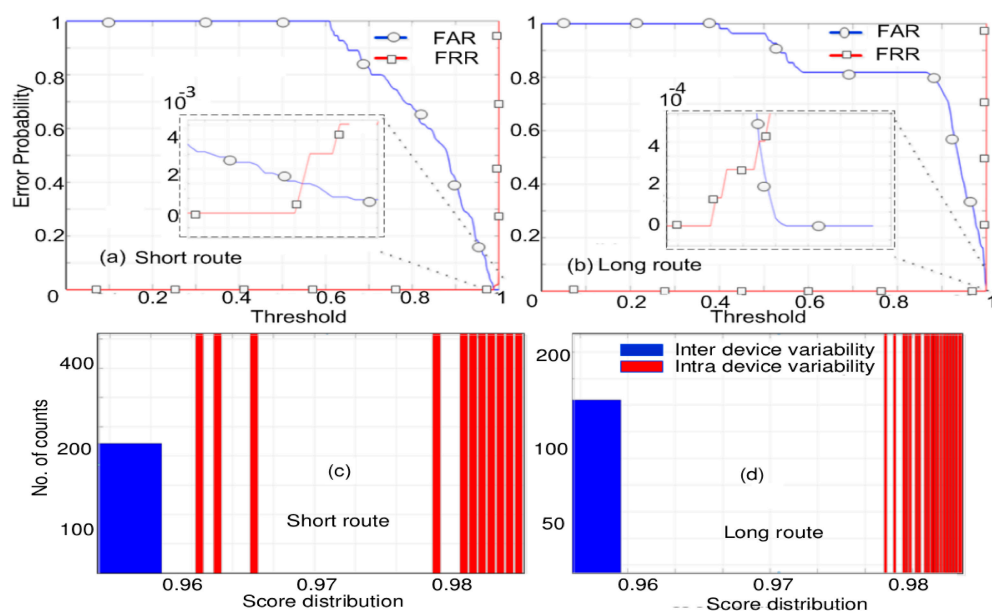 (a) Short route
Error Probability
1
0.8
0.6
0.4
0.2
0
0.2
0.4
0.6
0.8
1
Threshold
FAR
FRR
10^3
4
2
0
(b) Long route
1
0.8
0.6
0.4
0.2
0
0.2
0.4
0.6
0.8
1
Threshold
FAR
FRR
10^-4
4
2
0
No. of counts
400
200
100
(c)
Short route
0.96
0.97
0.98
Score distribution
Inter device variability
Intra device variability
200
100
50
(d)
Long route
0.96
0.97
0.98
Score distribution